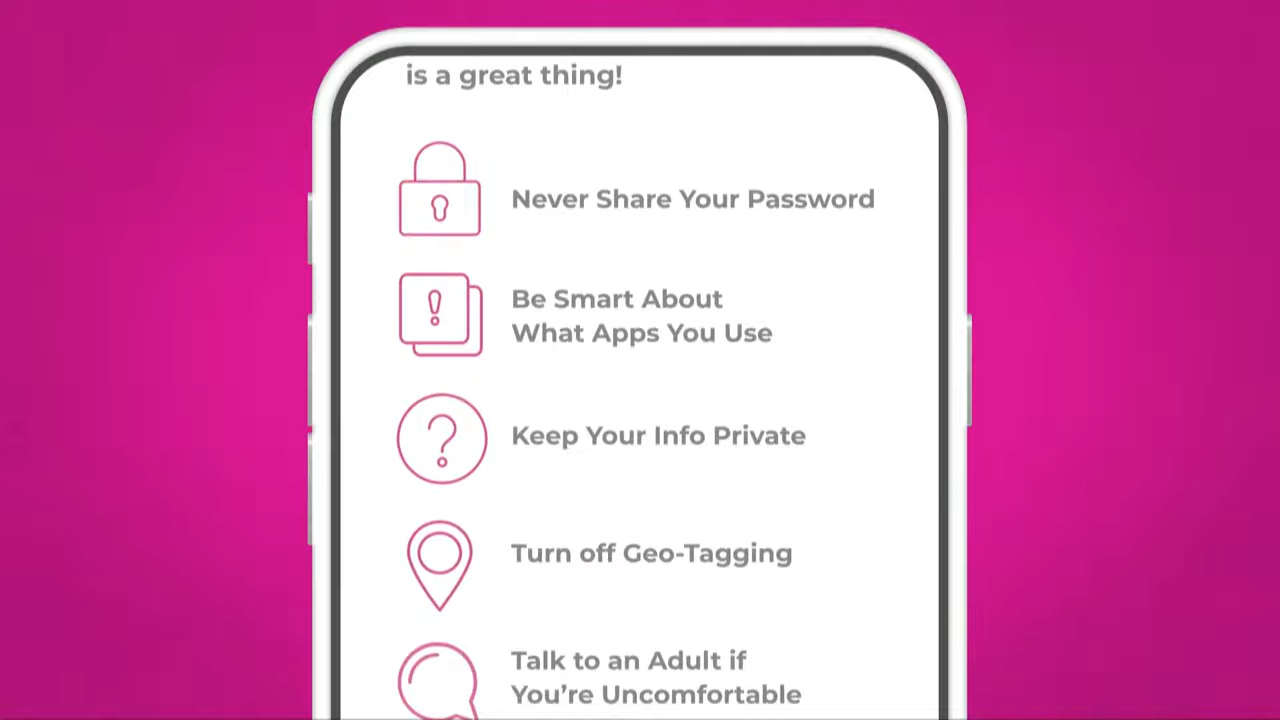 is a great thing!
Never Share Your Password
Be Smart About
What Apps You Use
Keep Your Info Private
Turn off Geo-Tagging
Talk to an Adult if
You’re Uncomfortable